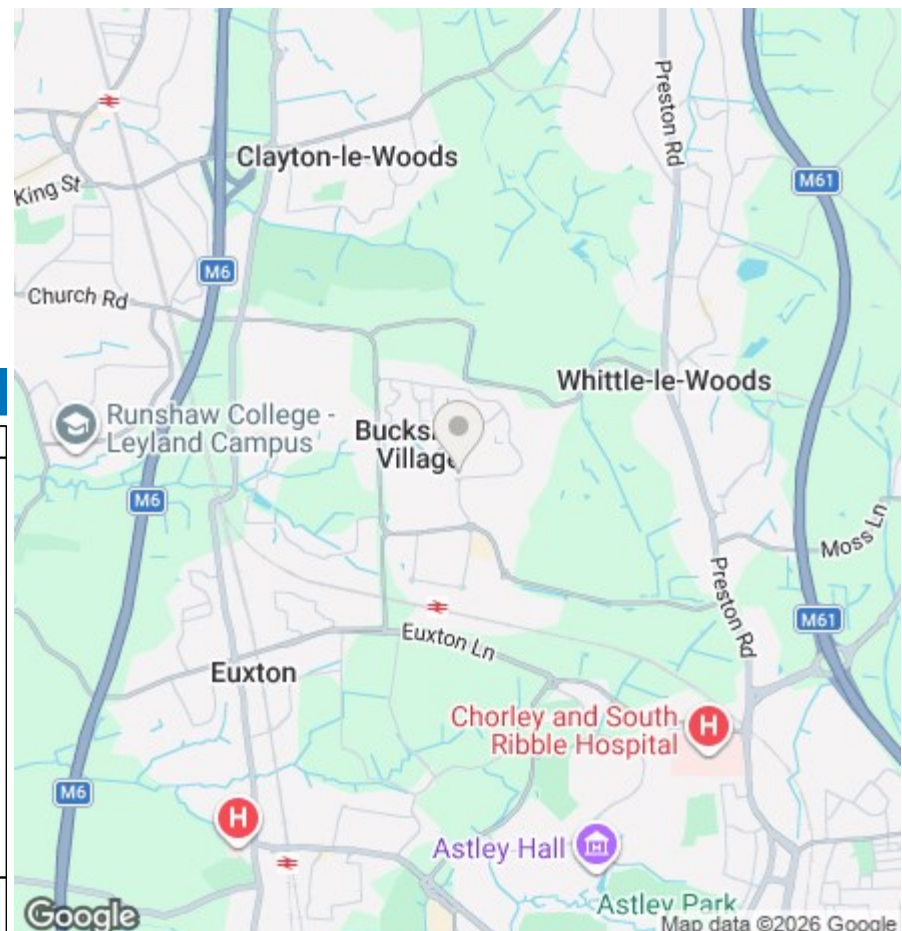 Preston Rd
Clayton-le-Woods
M61
King St
M6
Church Rd
Whittle-le-Woods
Runshaw College -
Leyland Campus
Village
M6
Moss Ln
Preston Rd
M61
Euxton Ln
Euxton
Chorley and South
Ribble Hospital
H
M6
H
Astley Hall
Astley Park
Google
Map data ©2026 Google